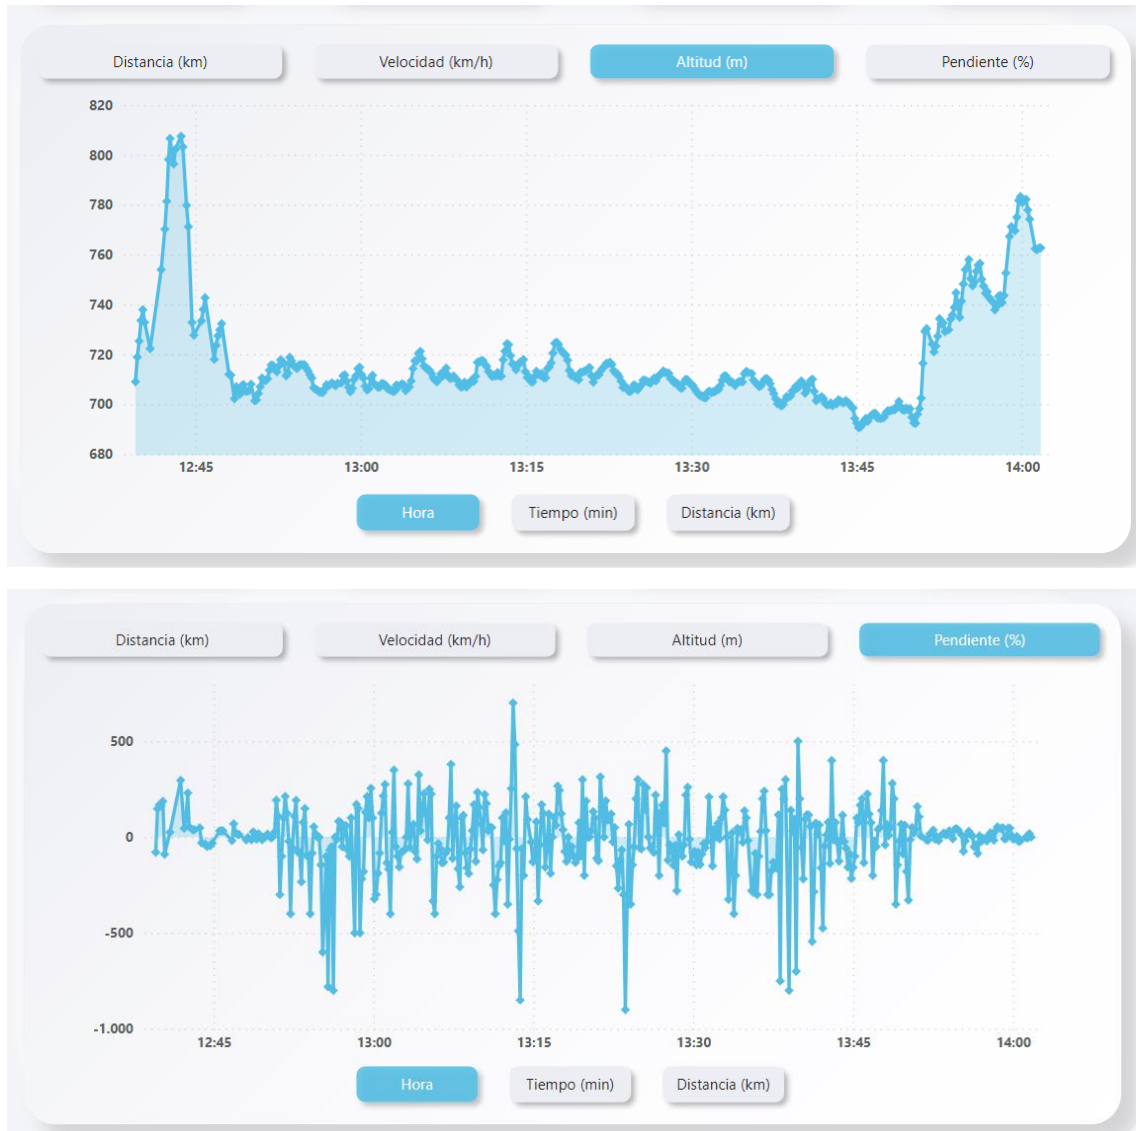 Distancia (km) Velocidad (km/h) Altitud (m) Pendiente (%)
820
800
780
760
740
720
700
680
12:45 13:00 13:15 13:30 13:45 14:00
Hora Tiempo (min) Distancia (km)
Distancia (km) Velocidad (km/h) Altitud (m) Pendiente (%)
500
0
-500
-1.000
12:45 13:00 13:15 13:30 13:45 14:00
Hora Tiempo (min) Distancia (km)